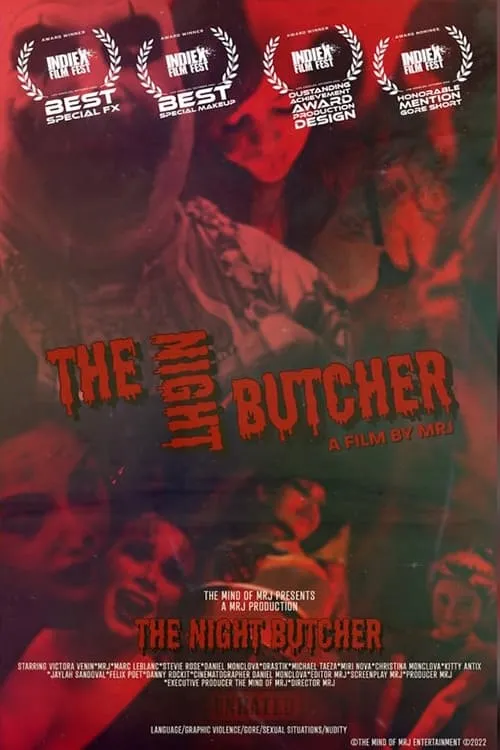 AWARD WINNER
INDIEX
FILM FEST
BEST
SPECIAL FX
AWARD WINNER
INDIEX
FILM FEST
BEST
SPECIAL MAKEUP
AWARD WINNER
INDIEX
FILM FEST
OUSTANDING
ACHIEVEMENT
AWARD
PRODUCTION
DESIGN
AWARD NOMINEE
INDIEX
FILM FEST
HONORABLE
MENTION
GORE SHORT
THE NIGHT BUTCHER
A FILM BY MRJ
THE MIND OF MRJ PRESENTS
A MRJ PRODUCTION
THE NIGHT BUTCHER
STARRING VICTORA VENIN*MRJ*MARC LEBLANC*STEVIE ROSE*DANIEL MONCLOVA*DRASTIK*MICHAEL TAEZA*MIRI NOVA*CHRISTINA MONCLOVA*KITTY ANTIX
*JAYLAH SANDOVAL*FELIX POET*DANNY ROCKIT*CINEMATOGRAPHER DANIEL MONCLOVA*EDITOR MRJ*SCREENPLAY MRJ*PRODUCER MRJ
*EXECUTIVE PRODUCER THE MIND OF MRJ*DIRECTOR MRJ
UNRATED
LANGUAGE/GRAPHIC VIOLENCE/GORE/SEXUAL SITUATIONS/NUDITY
©THE MIND OF MRJ ENTERTAINMENT ©2022